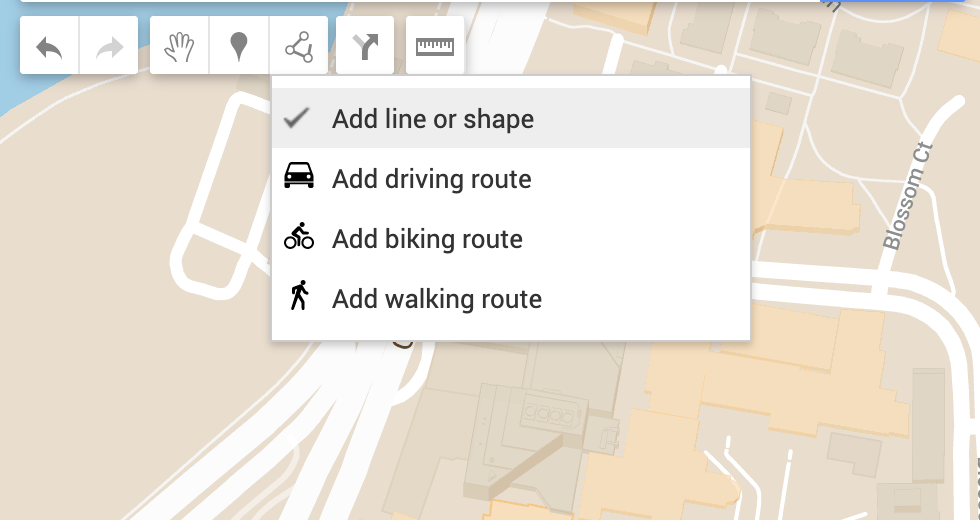 Add line or shape
Add driving route
Add biking route
Add walking route
Blossom Ct